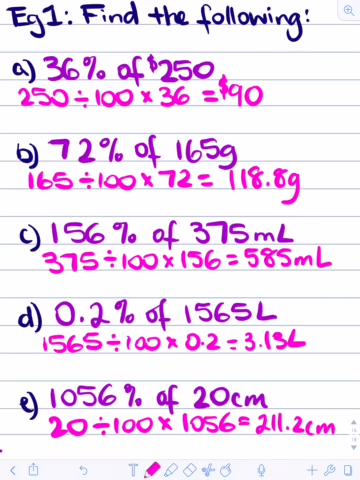 Eg1: Find the following:
a) 36% of $250
250 ÷ 100 × 36 = $90
b) 72% of 165g
165 ÷ 100 × 72 = 118.8g
c) 156% of 375mL
375 ÷ 100 × 156 = 585mL
d) 0.2% of 1565L
1565 ÷ 100 × 0.2 = 3.13L
e) 1056% of 20cm
20 ÷ 100 × 1056 = 211.2cm